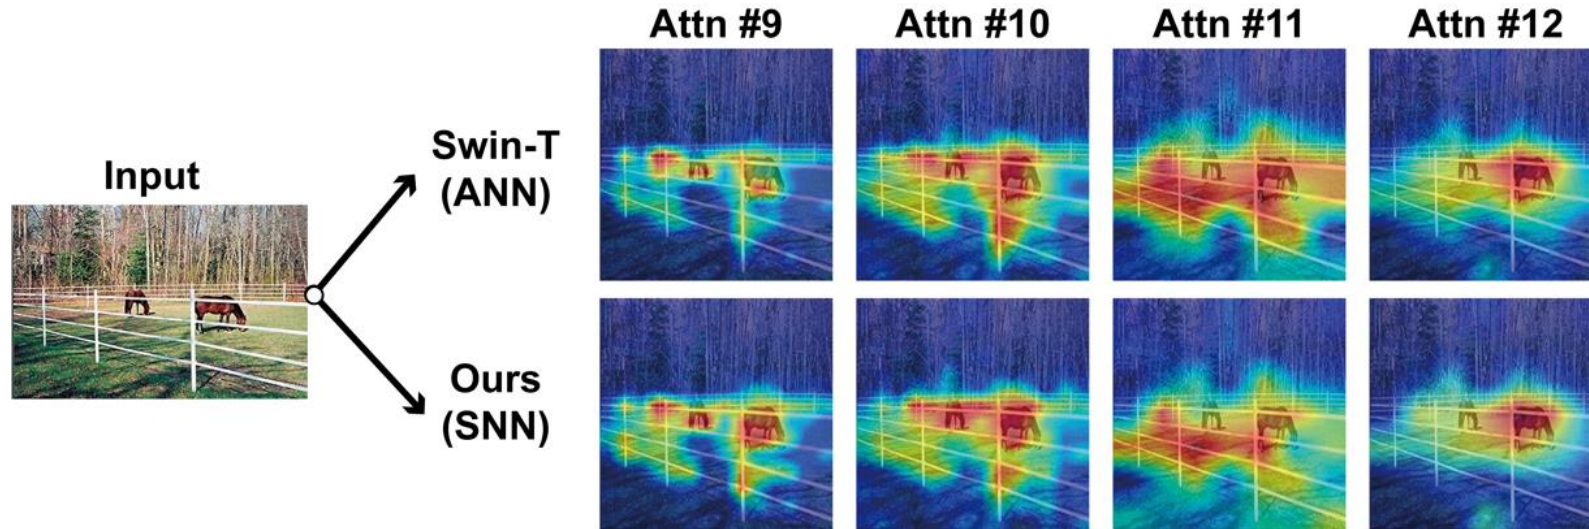 Attn #9
Attn #10
Attn #11
Attn #12
Swin-T
(ANN)
Input
Ours
(SNN)